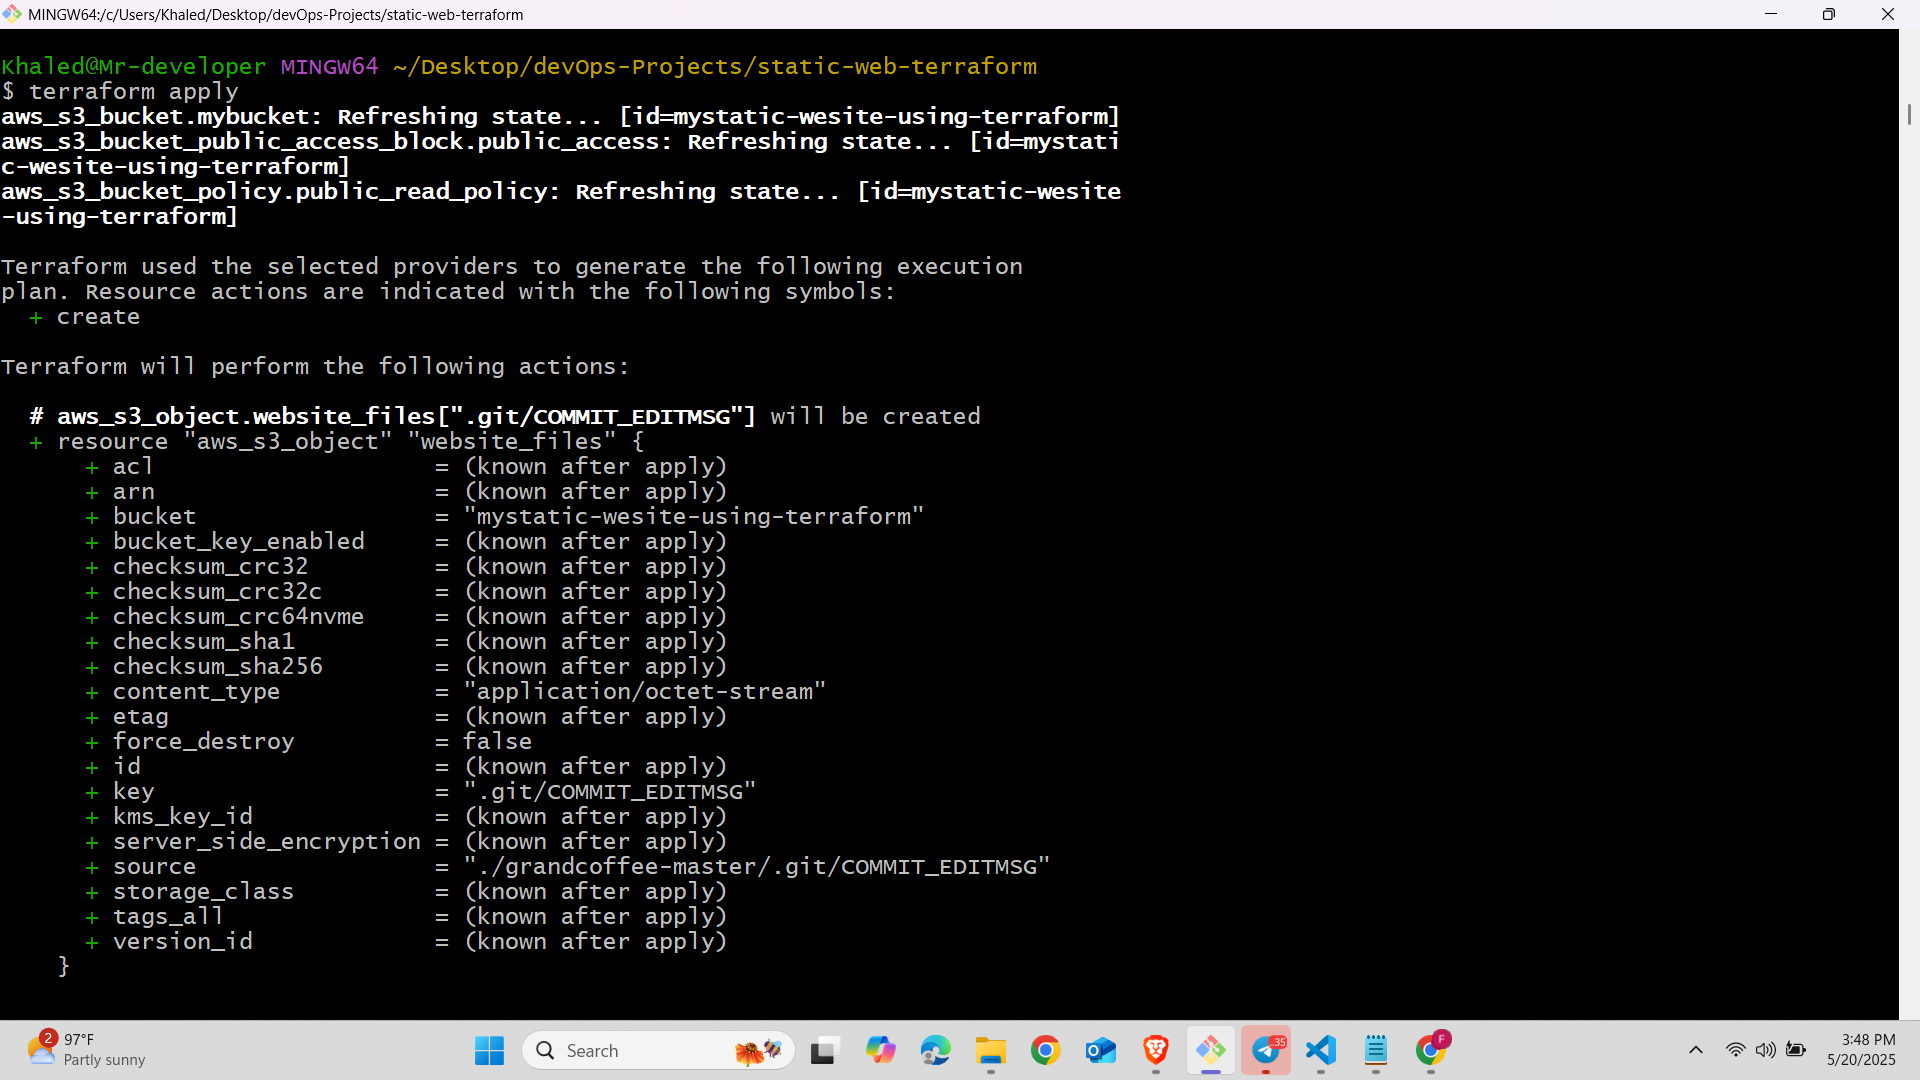 MINGW64:/c/Users/Khaled/Desktop/devOps-Projects/static-web-terraform
Khaled@Mr-developer MINGW64 ~/Desktop/devOps-Projects/static-web-terraform
$ terraform apply
aws_s3_bucket.mybucket: Refreshing state... [id=mystatic-wesite-using-terraform]
aws_s3_bucket_public_access_block.public_access: Refreshing state... [id=mystati
c-wesite-using-terraform]
aws_s3_bucket_policy.public_read_policy: Refreshing state... [id=mystatic-wesite
-using-terraform]
Terraform used the selected providers to generate the following execution
plan. Resource actions are indicated with the following symbols:
+ create
Terraform will perform the following actions:
# aws_s3_object.website_files[".git/COMMIT_EDITMSG"] will be created
+ resource "aws_s3_object" "website_files" {
+ acl = (known after apply)
+ arn = (known after apply)
+ bucket = "mystatic-wesite-using-terraform"
+ bucket_key_enabled = (known after apply)
+ checksum_crc32 = (known after apply)
+ checksum_crc32c = (known after apply)
+ checksum_crc64nvme = (known after apply)
+ checksum_sha1 = (known after apply)
+ checksum_sha256 = (known after apply)
+ content_type = "application/octet-stream"
+ etag = (known after apply)
+ force_destroy = false
+ id = (known after apply)
+ key = ".git/COMMIT_EDITMSG"
+ kms_key_id = (known after apply)
+ server_side_encryption = (known after apply)
+ source = "./grandcoffee-master/.git/COMMIT_EDITMSG"
+ storage_class = (known after apply)
+ tags_all = (known after apply)
+ version_id = (known after apply)
}
2
97°F
Partly sunny
Search
.35
F
3:48 PM
5/20/2025